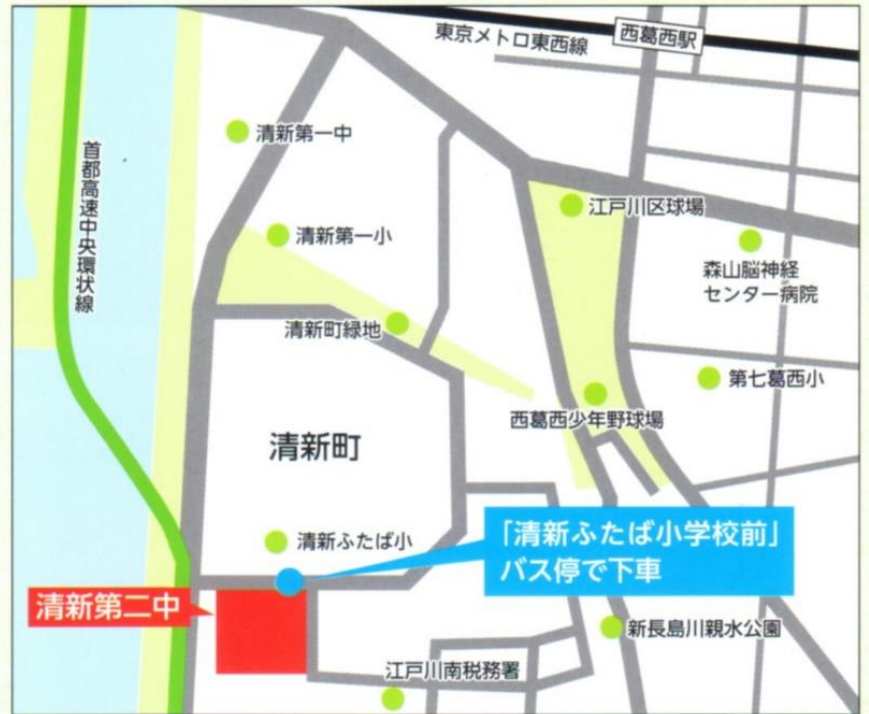 東京メトロ東西線
西葛西駅
首都高速中央環状線
清新第一中
清新第一小
江戸川区球場
森山脳神経
センター病院
清新町緑地
第七葛西小
西葛西少年野球場
清新町
清新ふたば小
「清新ふたば小学校前」
バス停で下車
清新第二中
新長島川親水公園
江戸川南税務署